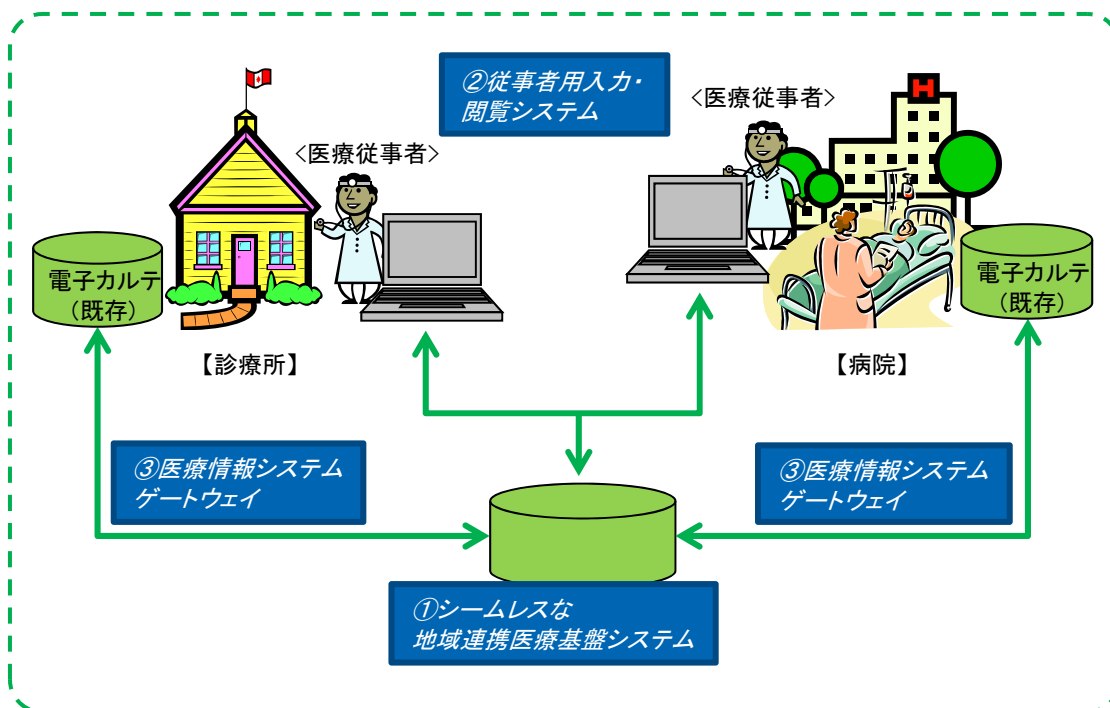 ②従事者用入力・
閲覧システム
<医療従事者>
H
<医療従事者>
電子カルテ
(既存)
電子カルテ
(既存)
【診療所】
【病院】
③医療情報システム
ゲートウェイ
③医療情報システム
ゲートウェイ
①シームレスな
地域連携医療基盤システム